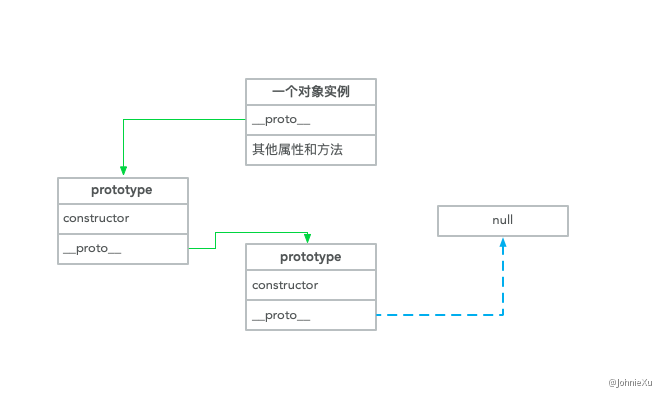 一个对象实例
__proto__
其他属性和方法
prototype
constructor
__proto__
prototype
constructor
__proto__
null
@JohnieXu